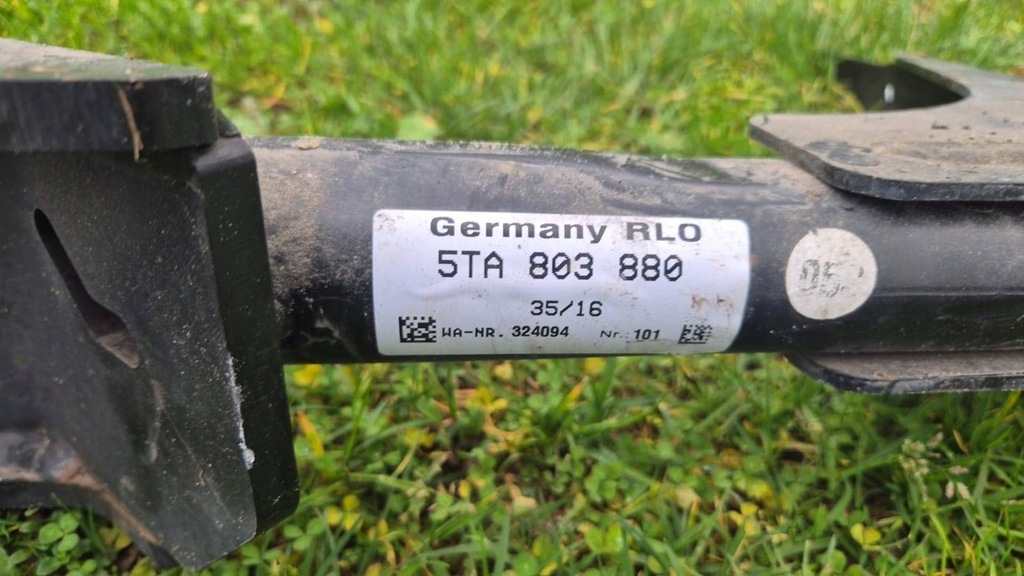 Germany RLO
5TA 803 880
35/16
WA-NR. 324094 Nr.: 101